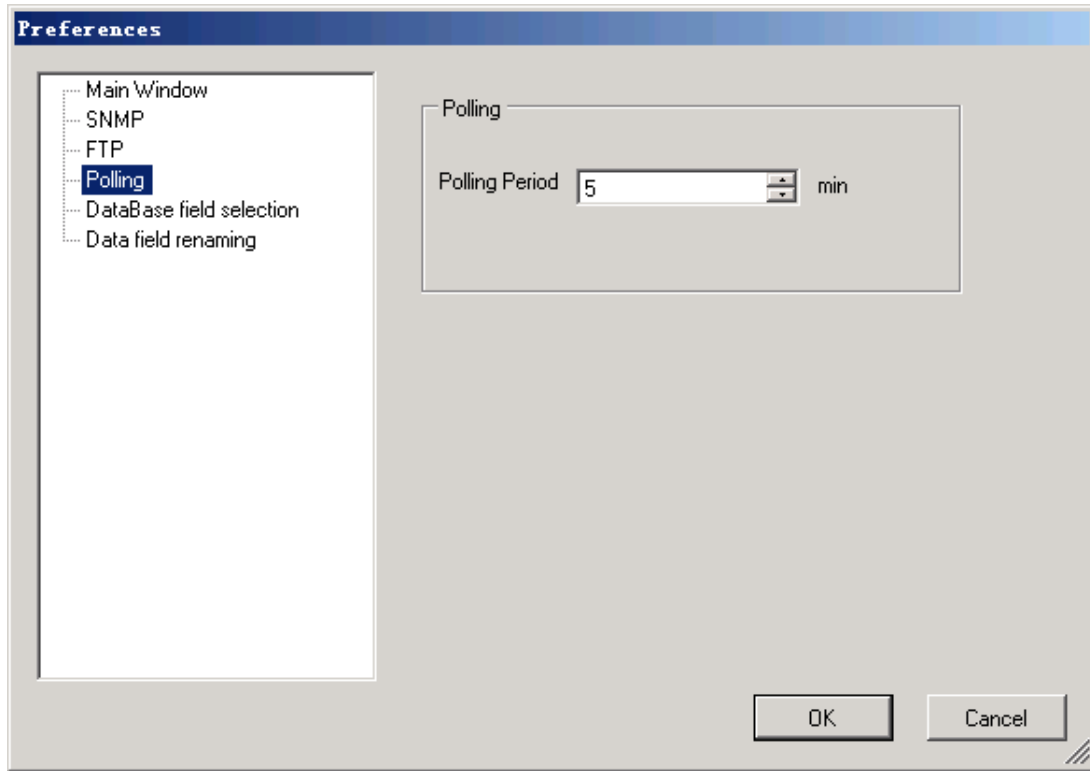 Preferences
Main Window
SNMP
FTP
Polling
DataBase field selection
Data field renaming
Polling
Polling Period 5 min
OK Cancel